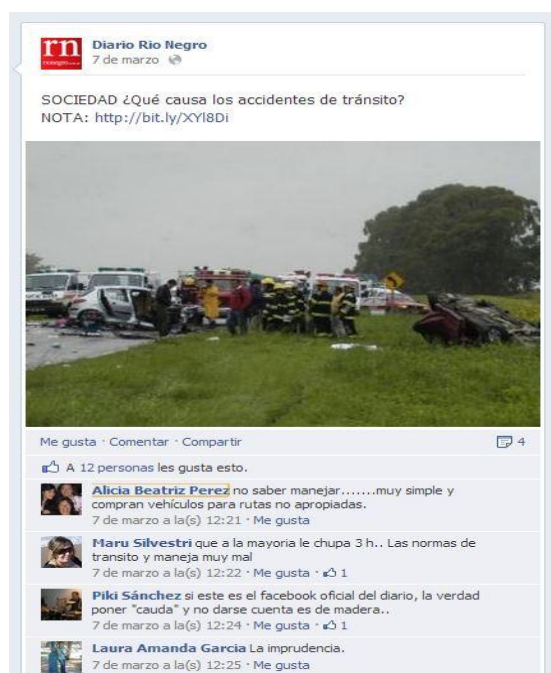 rn
Diario Rio Negro
7 de marzo
SOCIEDAD ¿Qué causa los accidentes de tránsito?
NOTA: http://bit.ly/XYl8Di
Me gusta · Comentar · Compartir 4
A 12 personas les gusta esto.
Alicia Beatriz Perez no saber manejar.......muy simple y
compran vehículos para rutas no apropiadas.
7 de marzo a la(s) 12:21 · Me gusta
Maru Silvestri que a la mayoria le chupa 3 h.. Las normas de
transito y maneja muy mal
7 de marzo a la(s) 12:22 · Me gusta · 1
Piki Sánchez si este es el facebook oficial del diario, la verdad
poner "cauda" y no darse cuenta es de madera..
7 de marzo a la(s) 12:24 · Me gusta · 1
Laura Amanda Garcia La imprudencia.
7 de marzo a la(s) 12:25 · Me gusta